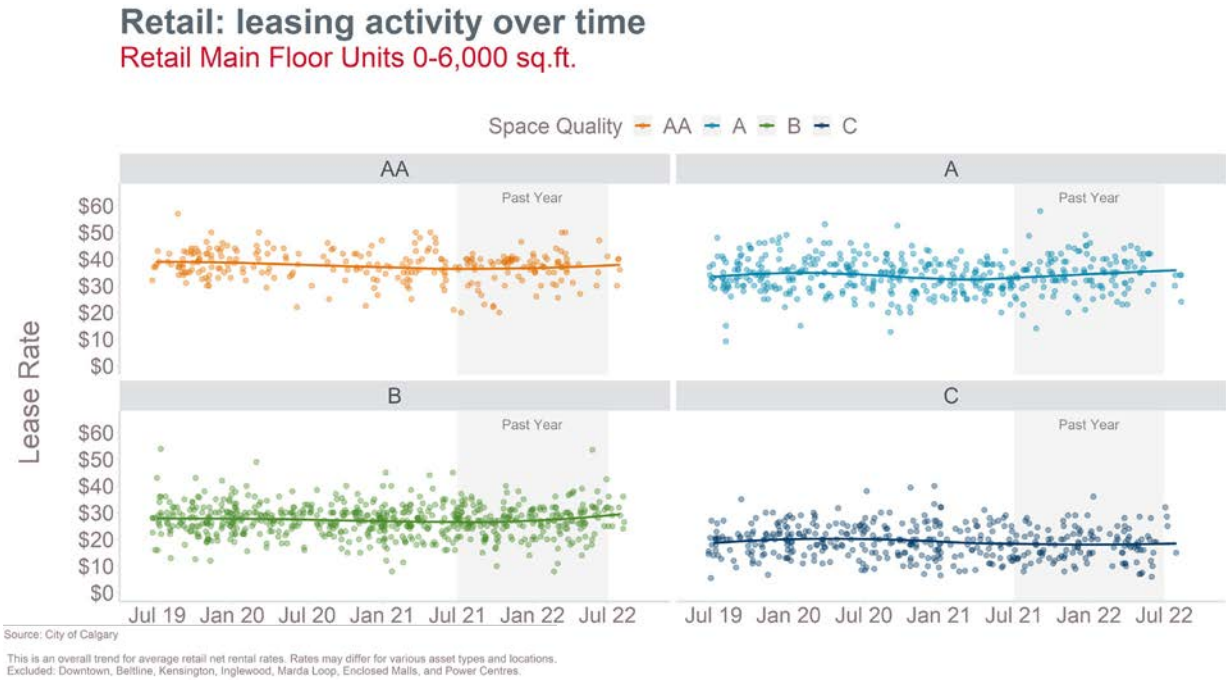 Retail: leasing activity over time
Retail Main Floor Units 0-6,000 sq.ft.
Space Quality AA A B C
AA
A
Past Year
Past Year
$60
$50
$40
$30
$20
$10
$0
Lease Rate
B
C
Past Year
Past Year
$60
$50
$40
$30
$20
$10
$0
Jul 19 Jan 20 Jul 20 Jan 21 Jul 21 Jan 22 Jul 22
Jul 19 Jan 20 Jul 20 Jan 21 Jul 21 Jan 22 Jul 22
Source: City of Calgary
This is an overall trend for average retail net rental rates. Rates may differ for various asset types and locations.
Excluded: Downtown, Beltline, Kensington, Inglewood, Marda Loop, Enclosed Malls, and Power Centres.